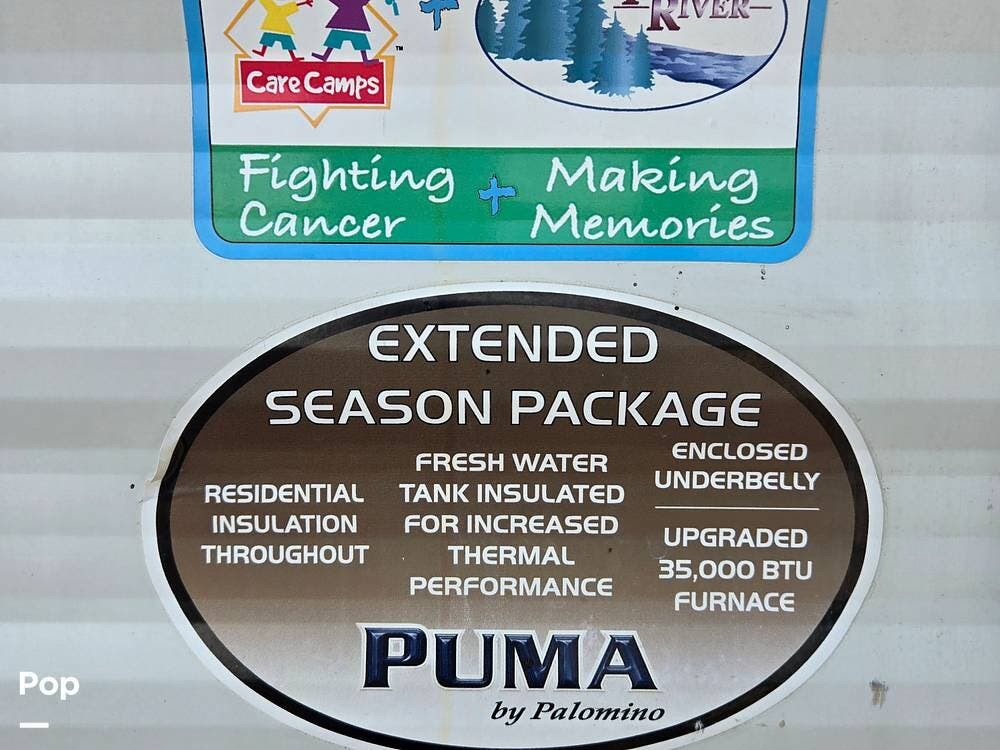 RIVER
Care Camps
™
Fighting
Cancer
+
Making
Memories
EXTENDED
SEASON PACKAGE
RESIDENTIAL
INSULATION
THROUGHOUT
FRESH WATER
TANK INSULATED
FOR INCREASED
THERMAL
PERFORMANCE
ENCLOSED
UNDERBELLY
UPGRADED
35,000 BTU
FURNACE
PUMA
by Palomino
Pop